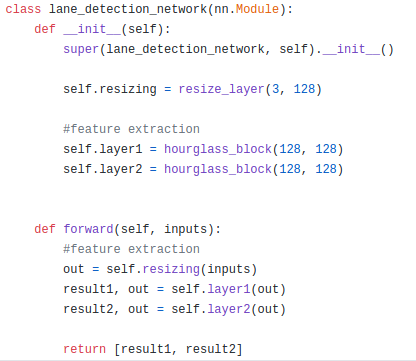 class lane_detection_network(nn.Module):
    def __init__(self):
        super(lane_detection_network, self).__init__()

        self.resizing = resize_layer(3, 128)

        #feature extraction
        self.layer1 = hourglass_block(128, 128)
        self.layer2 = hourglass_block(128, 128)


    def forward(self, inputs):
        #feature extraction
        out = self.resizing(inputs)
        result1, out = self.layer1(out)
        result2, out = self.layer2(out)

        return [result1, result2]